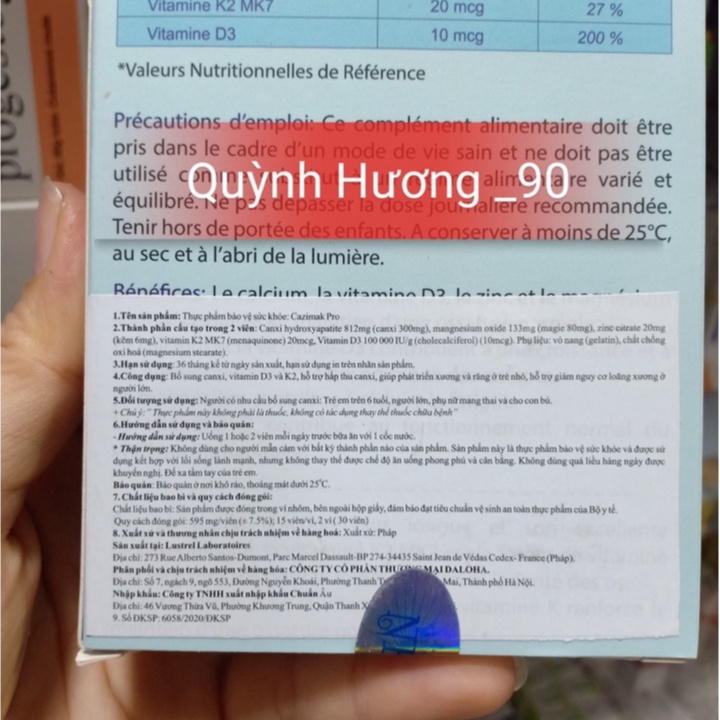 Vitamine K2 MK7 20 mcg 27 %
Vitamine D3 10 mcg 200 %
*Valeurs Nutritionnelles de Référence
Précautions d'emploi: Ce complément alimentaire doit être
pris dans le cadre d'un mode de vie sain et ne doit pas être
utilisé alimentaire varié et
Quỳnh Hương _90
équilibré. Ne pas dépasser la dose journalière recommandée.
Tenir hors de portée des enfants. A conserver à moins de 25°C,
au sec et à l'abri de la lumière.
Bénéfices: Le calcium, la vitamine D3, le zinc et le magnésium
1.Tên sản phẩm: Thực phẩm bảo vệ sức khỏe: Cazimak Pro
2.Thành phần cấu tạo trong 2 viên: Canxi hydroxyapatite 812mg (canxi 300mg), mangnesium oxide 133mg (magie 80mg), zinc citrate 20mg
(kẽm 6mg), vitamin K2 MK7 (menaquinone) 20mcg, Vitamin D3 100 000 IU/g (cholecalciferol) (10mcg). Phụ liệu: vỏ nang (gelatin), chất chống
oxi hoá (magnesium stearate).
3.Hạn sử dụng: 36 tháng kể từ ngày sản xuất, hạn sử dụng in trên nhãn sản phẩm.
4.Công dụng: Bổ sung canxi, vitamin D3 và K2, hỗ trợ hấp thu canxi, giúp phát triển xương và răng ở trẻ nhỏ, hỗ trợ giảm nguy cơ loãng xương ở
người lớn.
5.Đối tượng sử dụng: Người có nhu cầu bổ sung canxi: Trẻ em trên 6 tuổi, người lớn, phụ nữ mang thai và cho con bú.
+ Chú ý: " Thực phẩm này không phải là thuốc, không có tác dụng thay thế thuốc chữa bệnh "
6.Hướng dẫn sử dụng và bảo quản:
- Hướng dẫn sử dụng: Uống 1 hoặc 2 viên mỗi ngày trước bữa ăn với 1 cốc nước.
* Thận trọng: Không dùng cho người mẫn cảm với bất kỳ thành phần nào của sản phẩm. Sản phẩm này là thực phẩm bảo vệ sức khỏe và được sử
dụng kết hợp với lối sống lành mạnh, nhưng không thay thế được chế độ ăn uống phong phú và cân bằng. Không dùng quá liều hàng ngày được
khuyến nghị. Để xa tầm tay của trẻ em.
Bảo quản: Bảo quản ở nơi khô ráo, thoáng mát dưới 25°C.
7. Chất liệu bao bì và quy cách đóng gói:
Chất liệu bao bì: Sản phẩm được đóng trong vỉ nhôm, bên ngoài hộp giấy, đảm bảo đạt tiêu chuẩn vệ sinh an toàn thực phẩm của Bộ y tế.
Quy cách đóng gói: 595 mg/viên (± 7.5%); 15 viên/vỉ, 2 vỉ (30 viên)
8. Xuất xứ và thương nhân chịu trách nhiệm về hàng hoá: Xuất xứ: Pháp
Sản xuất tại: Lustrel Laboratoires
Địa chỉ: 273 Rue Alberto Santos-Dumont, Parc Marcel Dassault-BP 274-34435 Saint Jean de Védas Codex- France (Pháp).
Phân phối và chịu trách nhiệm về hàng hóa: CÔNG TY CỔ PHẦN THƯƠNG MẠI DALOHA.
Địa chỉ: Số 7, ngách 9, ngõ 553, Đường Nguyễn Khoái, Phường Thanh Mai, Thành phố Hà Nội.
Nhập khẩu: Công ty TNHH xuất nhập khẩu Chuẩn Âu
Địa chỉ: 46 Vương Thừa Vũ, Phường Khương Trung, Quận Thanh
9. Số ĐKSP: 6058/2020/ĐKSP